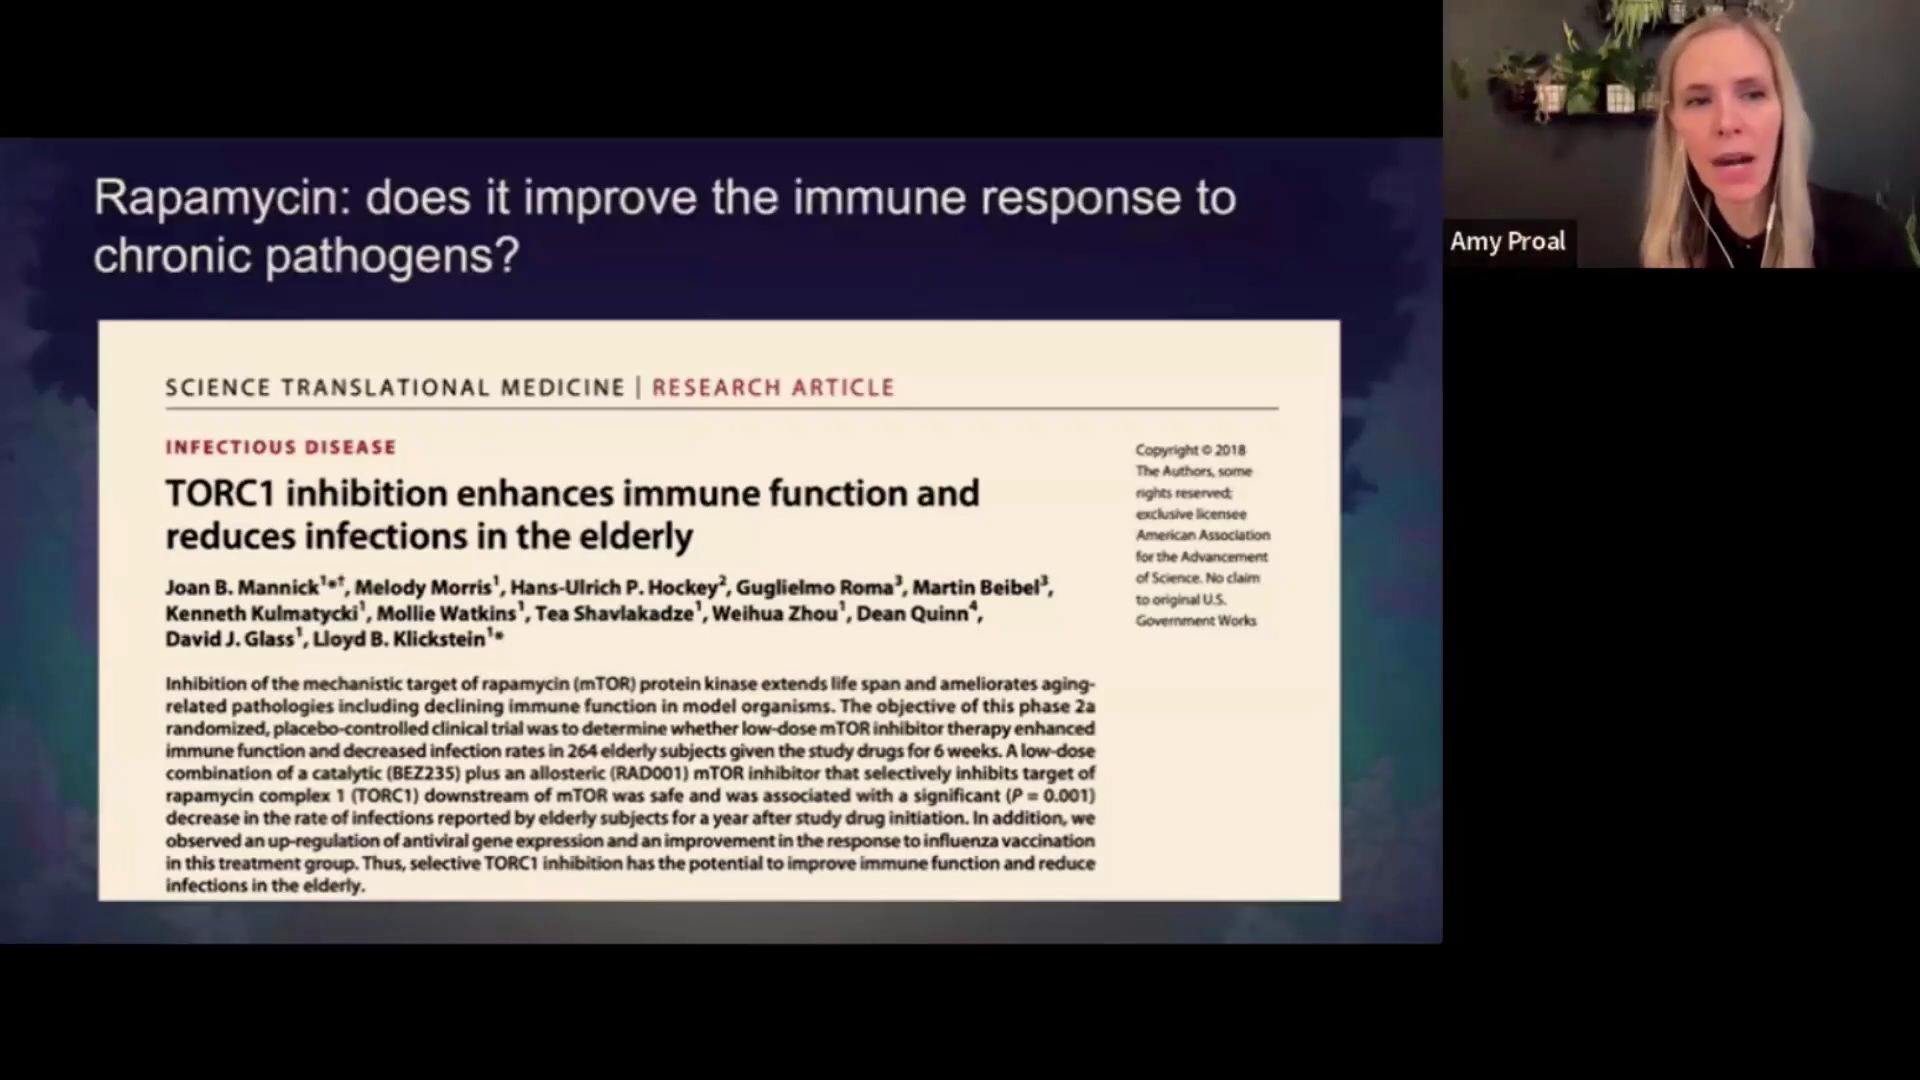 Rapamycin: does it improve the immune response to
chronic pathogens?
Amy Proal
SCIENCE TRANSLATIONAL MEDICINE | RESEARCH ARTICLE
INFECTIOUS DISEASE
TORC1 inhibition enhances immune function and
reduces infections in the elderly
Joan B. Mannick¹*†, Melody Morris¹, Hans-Ulrich P. Hockey², Guglielmo Roma³, Martin Beibel³,
Kenneth Kulmatycki¹, Mollie Watkins¹, Tea Shavlakadze¹, Weihua Zhou¹, Dean Quinn⁴,
David J. Glass¹, Lloyd B. Klickstein¹*
Inhibition of the mechanistic target of rapamycin (mTOR) protein kinase extends life span and ameliorates aging-
related pathologies including declining immune function in model organisms. The objective of this phase 2a
randomized, placebo-controlled clinical trial was to determine whether low-dose mTOR inhibitor therapy enhanced
immune function and decreased infection rates in 264 elderly subjects given the study drugs for 6 weeks. A low-dose
combination of a catalytic (BEZ235) plus an allosteric (RAD001) mTOR inhibitor that selectively inhibits target of
rapamycin complex 1 (TORC1) downstream of mTOR was safe and was associated with a significant (P = 0.001)
decrease in the rate of infections reported by elderly subjects for a year after study drug initiation. In addition, we
observed an up-regulation of antiviral gene expression and an improvement in the response to influenza vaccination
in this treatment group. Thus, selective TORC1 inhibition has the potential to improve immune function and reduce
infections in the elderly.
Copyright © 2018
The Authors, some
rights reserved;
exclusive licensee
American Association
for the Advancement
of Science. No claim
to original U.S.
Government Works